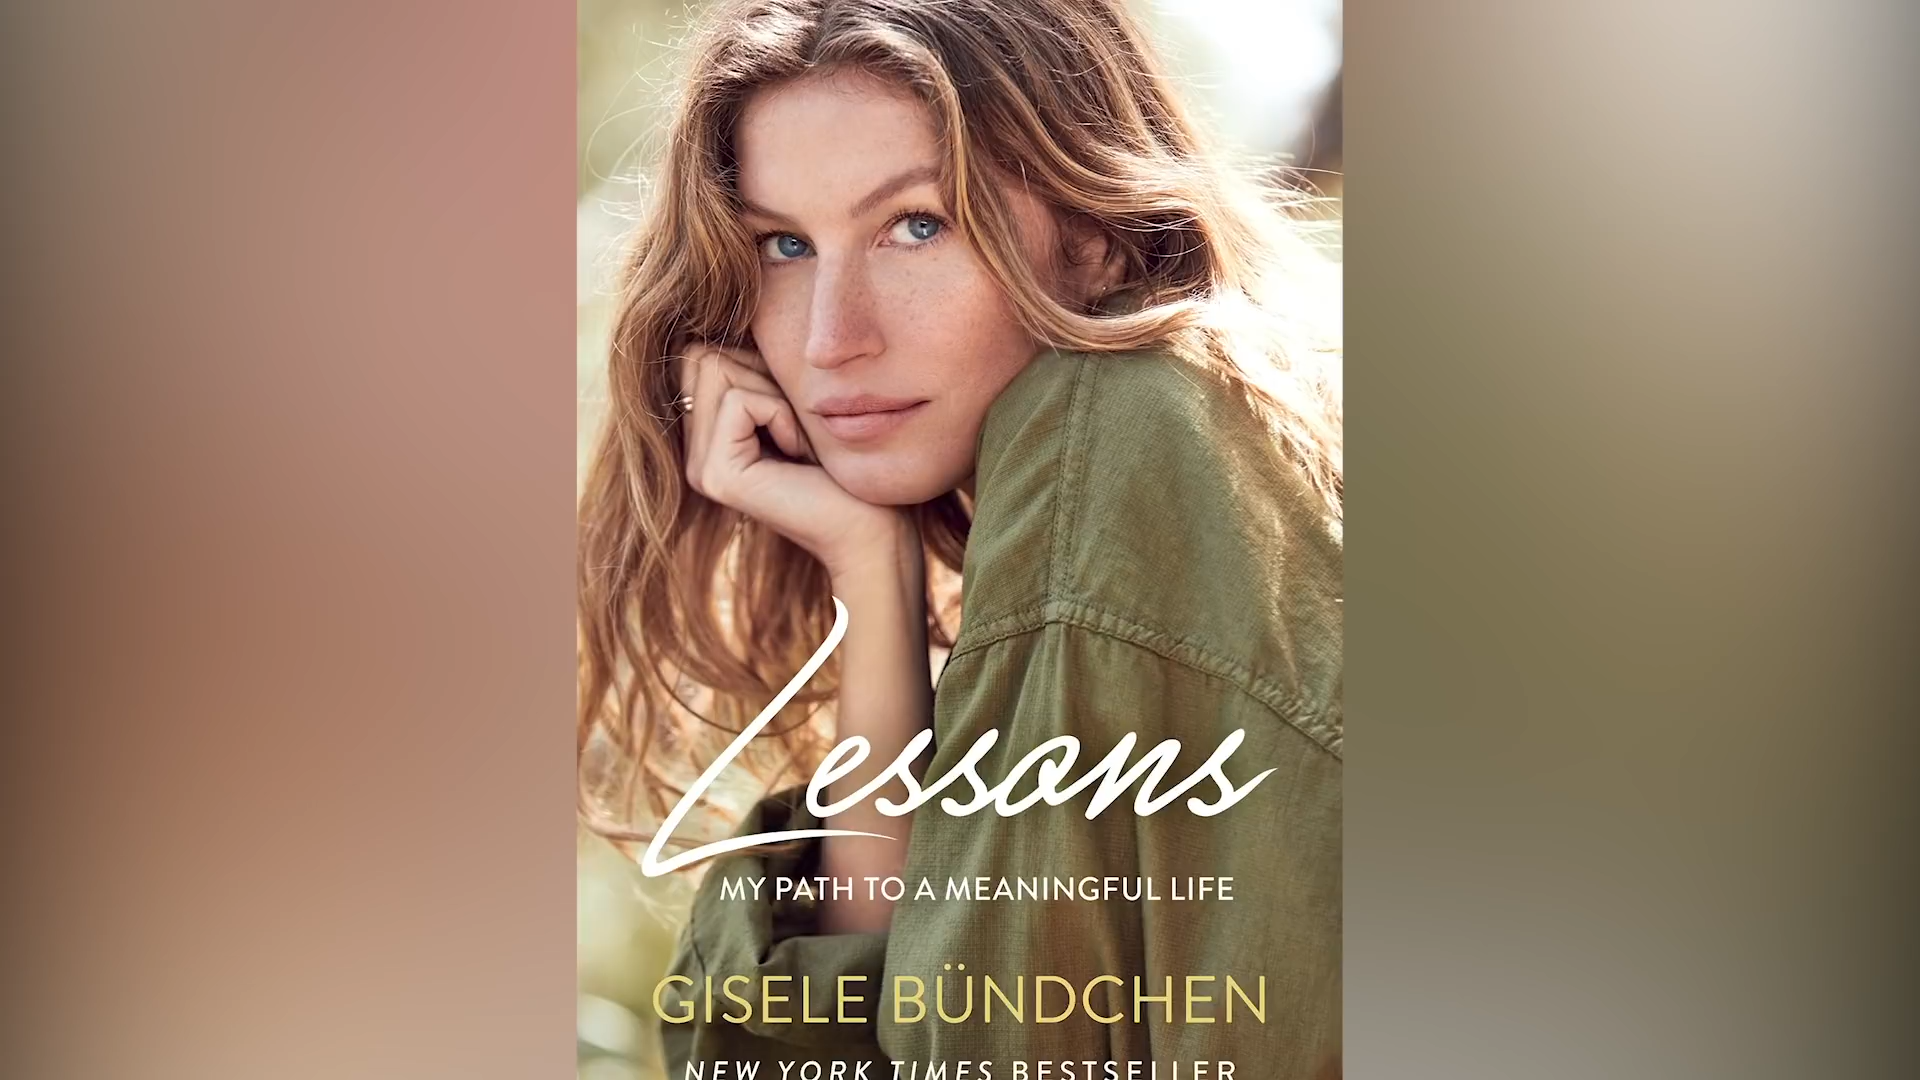 Lessons
MY PATH TO A MEANINGFUL LIFE
GISELE BÜNDCHEN
NEW YORK TIMES BESTSELLER